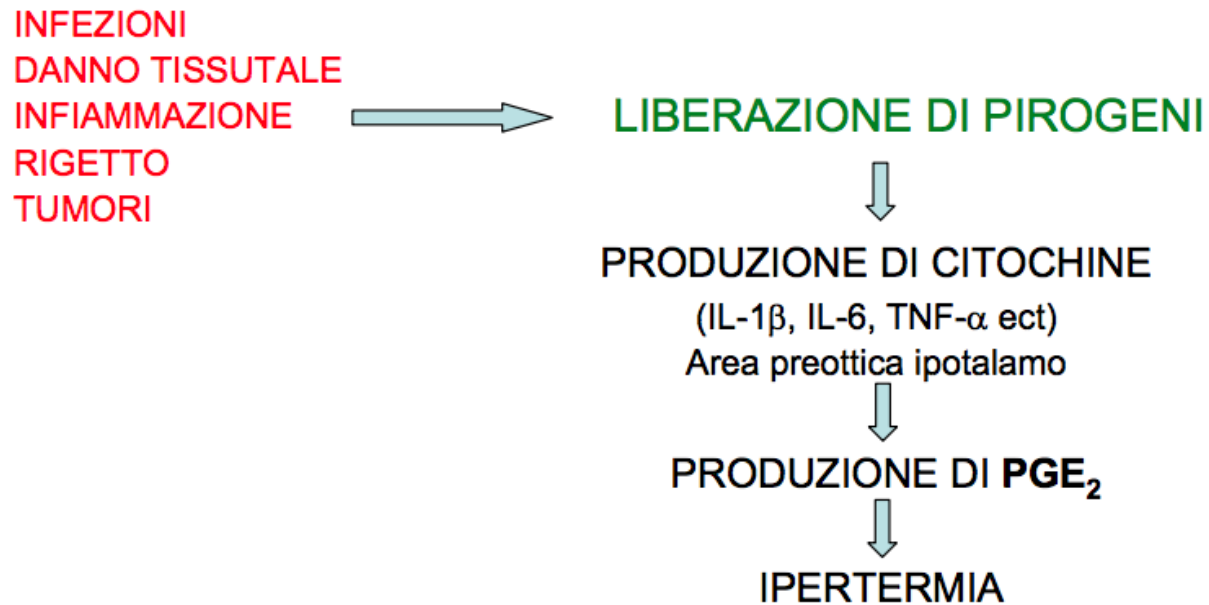 INFEZIONI
DANNO TISSUTALE
INFIAMMAZIONE
RIGETTO
TUMORI
LIBERAZIONE DI PIROGENI
PRODUZIONE DI CITOCHINE
(IL-1β, IL-6, TNF-α ect)
Area preottica ipotalamo
PRODUZIONE DI PGE₂
IPERTERMIA